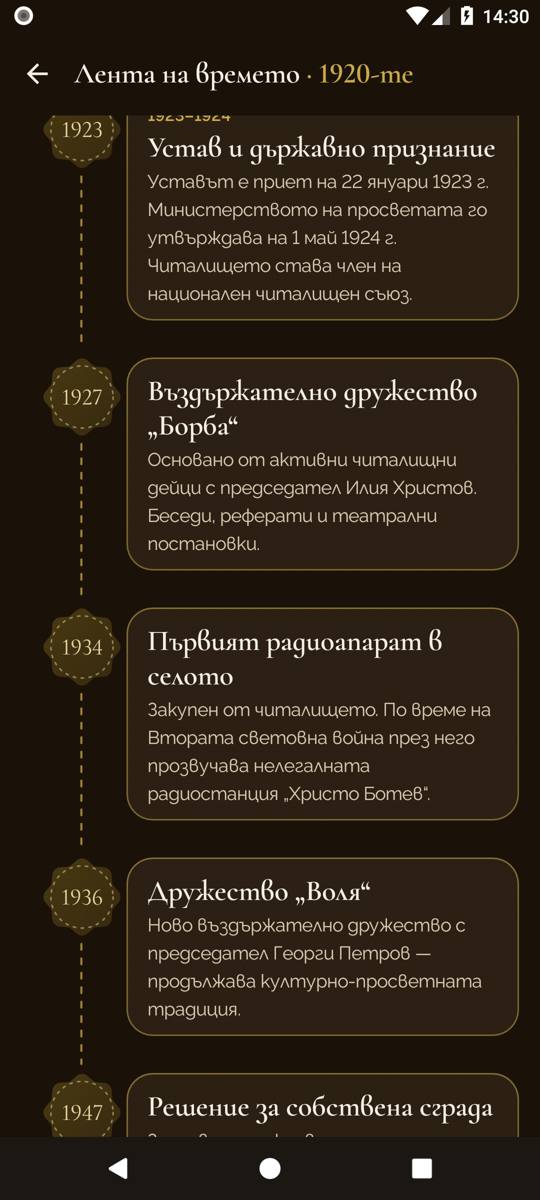 14:30
Лента на времето · 1920-те
1923
1923–1924
Устав и държавно признание
Уставът е приет на 22 януари 1923 г.
Министерството на просветата го
утвърждава на 1 май 1924 г.
Читалището става член на
национален читалищен съюз.
1927
Въздържателно дружество
„Борба“
Основано от активни читалищни
дейци с председател Илия Христов.
Беседи, реферати и театрални
постановки.
1934
Първият радиоапарат в
селото
Закупен от читалището. По време на
Втората световна война през него
прозвучава нелегалната
радиостанция „Христо Ботев“.
1936
Дружество „Воля“
Ново въздържателно дружество с
председател Георги Петров —
продължава културно-просветната
традиция.
1947
Решение за собствена сграда